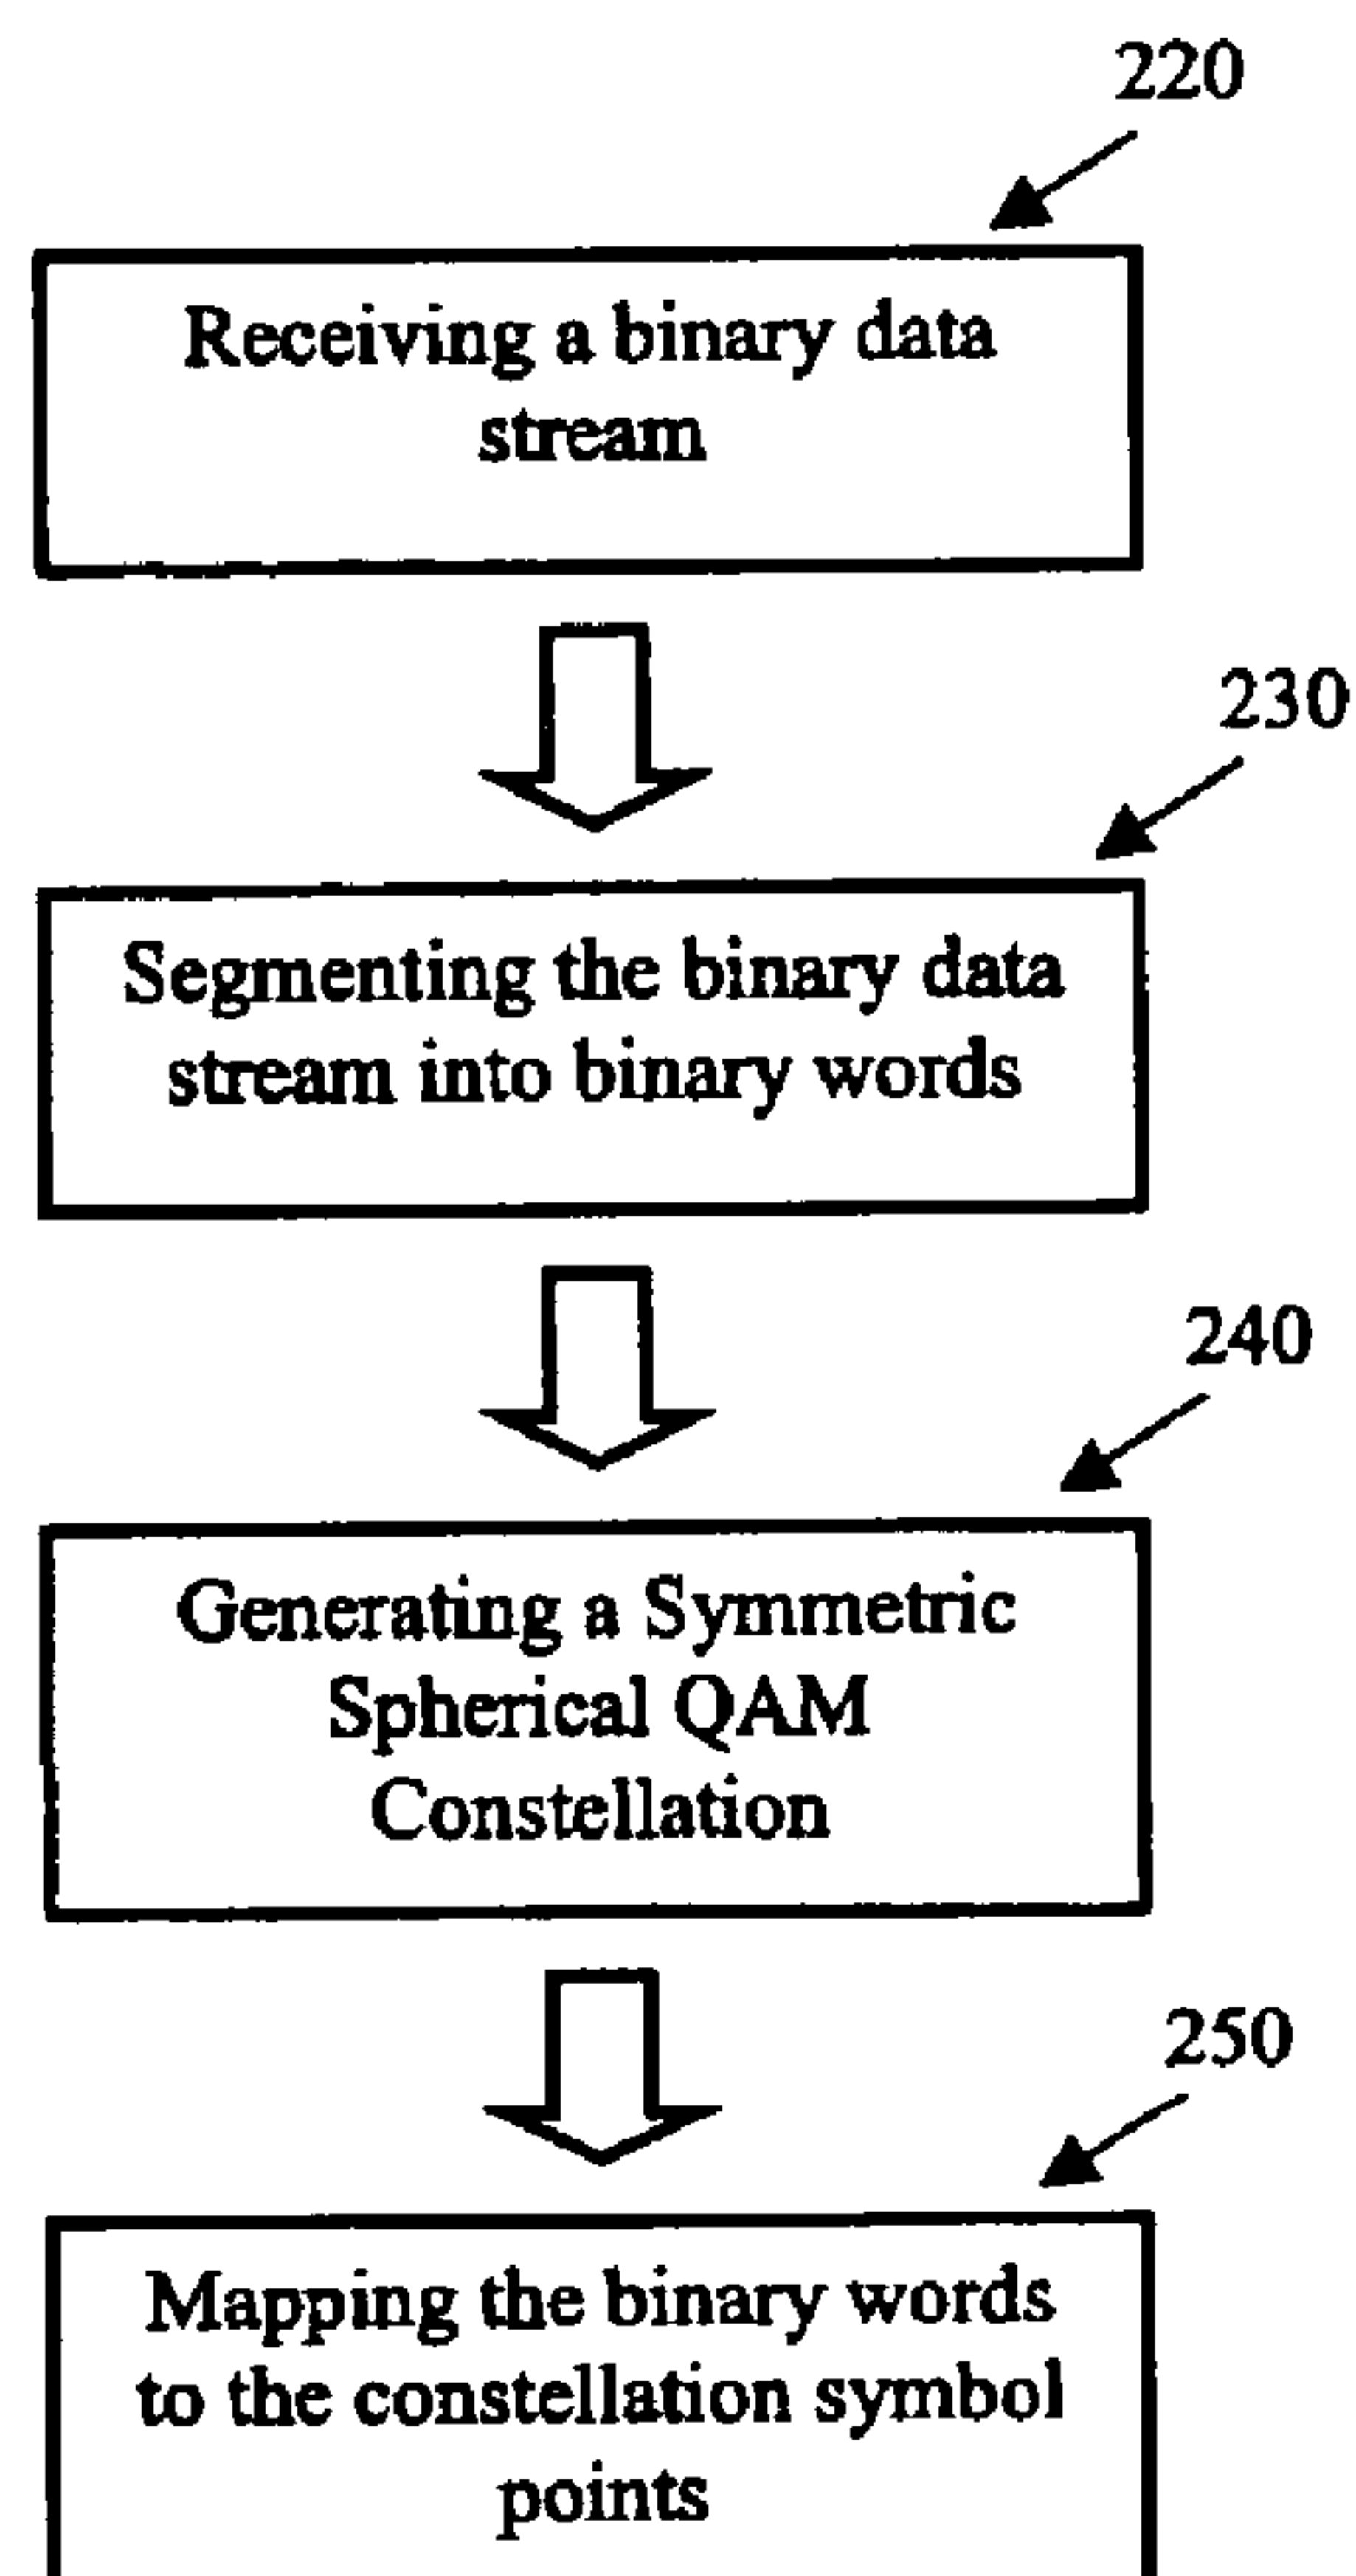 220
Receiving a binary data
stream
230
Segmenting the binary data
stream into binary words
240
Generating a Symmetric
Spherical QAM
Constellation
250
Mapping the binary words
to the constellation symbol
points